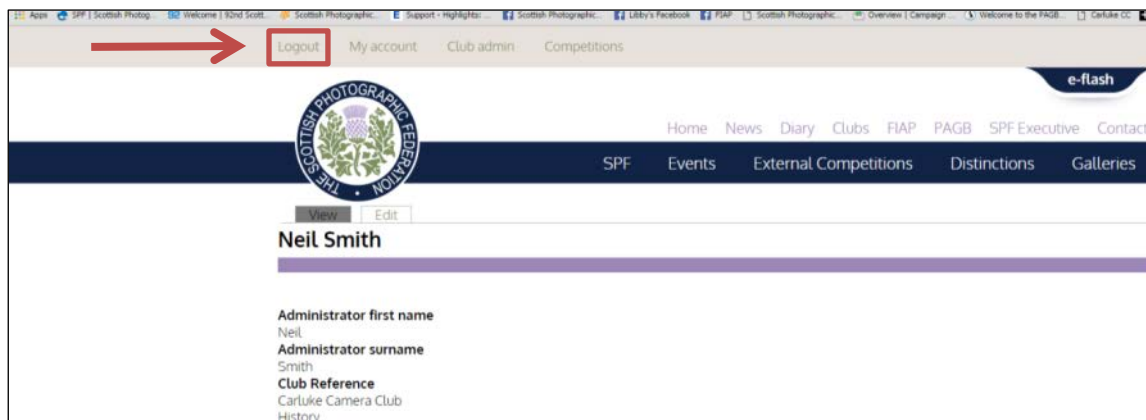 Apps SPF | Scottish Photog... Welcome | 92nd Scott... Scottish Photographic... Support - Highlights: ... Scottish Photographic... Libby's Facebook FIAP Scottish Photographic... Overview | Campaign ... Welcome to the PAGB... Carluke CC
Logout My account Club admin Competitions
e-flash
THE SCOTTISH PHOTOGRAPHIC FEDERATION
Home News Diary Clubs FIAP PAGB SPF Executive Contact
SPF Events External Competitions Distinctions Galleries
View Edit
Neil Smith
Administrator first name
Neil
Administrator surname
Smith
Club Reference
Carluke Camera Club
History